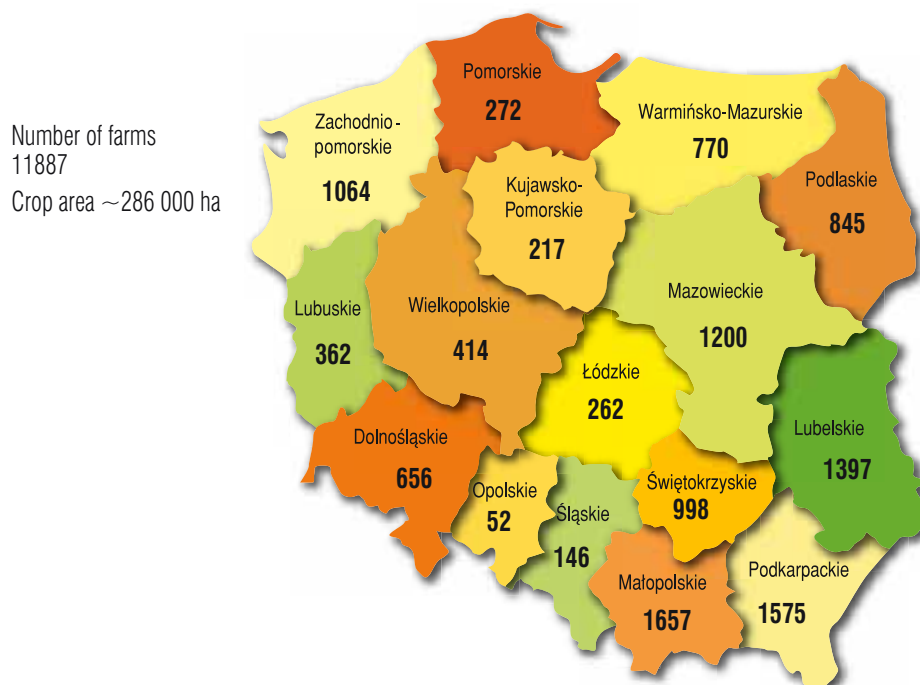 Number of farms
11887
Crop area ~286 000 ha
Pomorskie
272
Warmińsko-Mazurskie
770
Zachodnio-
pomorskie
1064
Podlaskie
845
Kujawsko-
Pomorskie
217
Mazowieckie
1200
Lubuskie
362
Wielkopolskie
414
Łódzkie
262
Lubelskie
1397
Dolnośląskie
656
Opolskie
52
Śląskie
146
Świętokrzyskie
998
Małopolskie
1657
Podkarpackie
1575